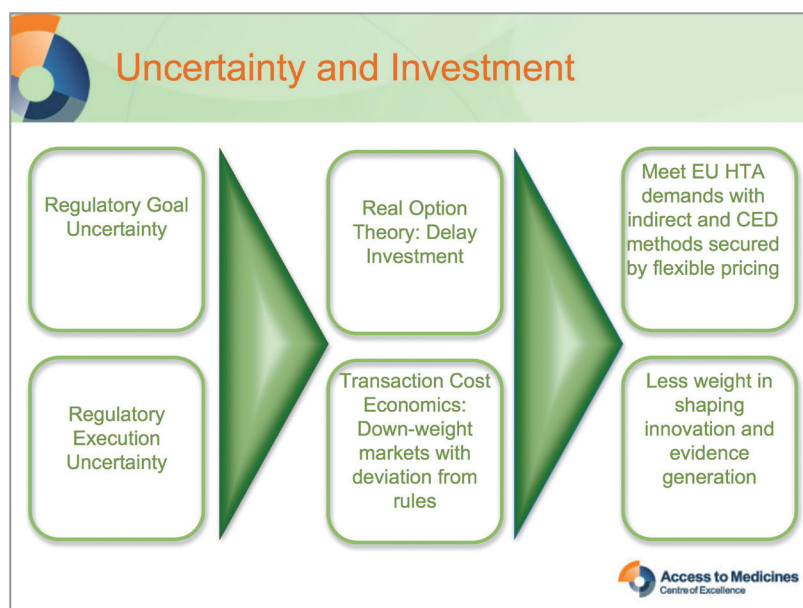 Uncertainty and Investment
Regulatory Goal
Uncertainty
Real Option
Theory: Delay
Investment
Meet EU HTA
demands with
indirect and CED
methods secured
by flexible pricing
Regulatory
Execution
Uncertainty
Transaction Cost
Economics:
Down-weight
markets with
deviation from
rules
Less weight in
shaping
innovation and
evidence
generation
Access to Medicines
Centre of Excellence